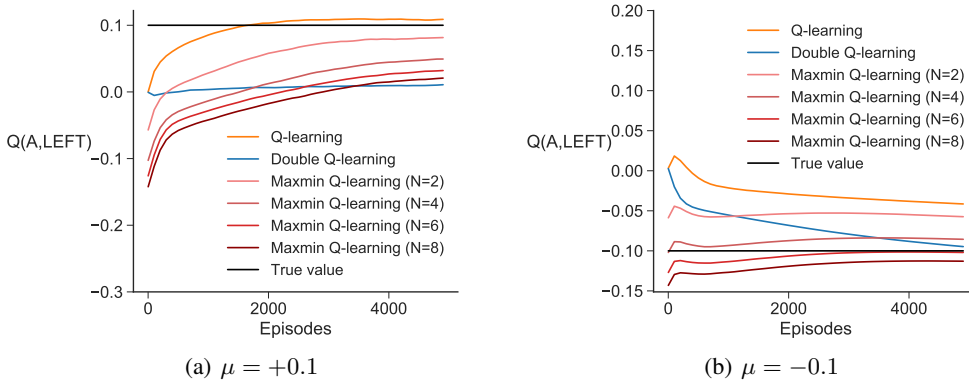 0.1
0.0
Q(A,LEFT)
−0.1
−0.2
−0.3
Q-learning
Double Q-learning
Maxmin Q-learning (N=2)
Maxmin Q-learning (N=4)
Maxmin Q-learning (N=6)
Maxmin Q-learning (N=8)
True value
0
2000
4000
Episodes
(a) μ = +0.1
0.20
0.15
0.10
0.05
Q(A,LEFT)
0.00
−0.05
−0.10
−0.15
Q-learning
Double Q-learning
Maxmin Q-learning (N=2)
Maxmin Q-learning (N=4)
Maxmin Q-learning (N=6)
Maxmin Q-learning (N=8)
True value
0
2000
4000
Episodes
(b) μ = −0.1